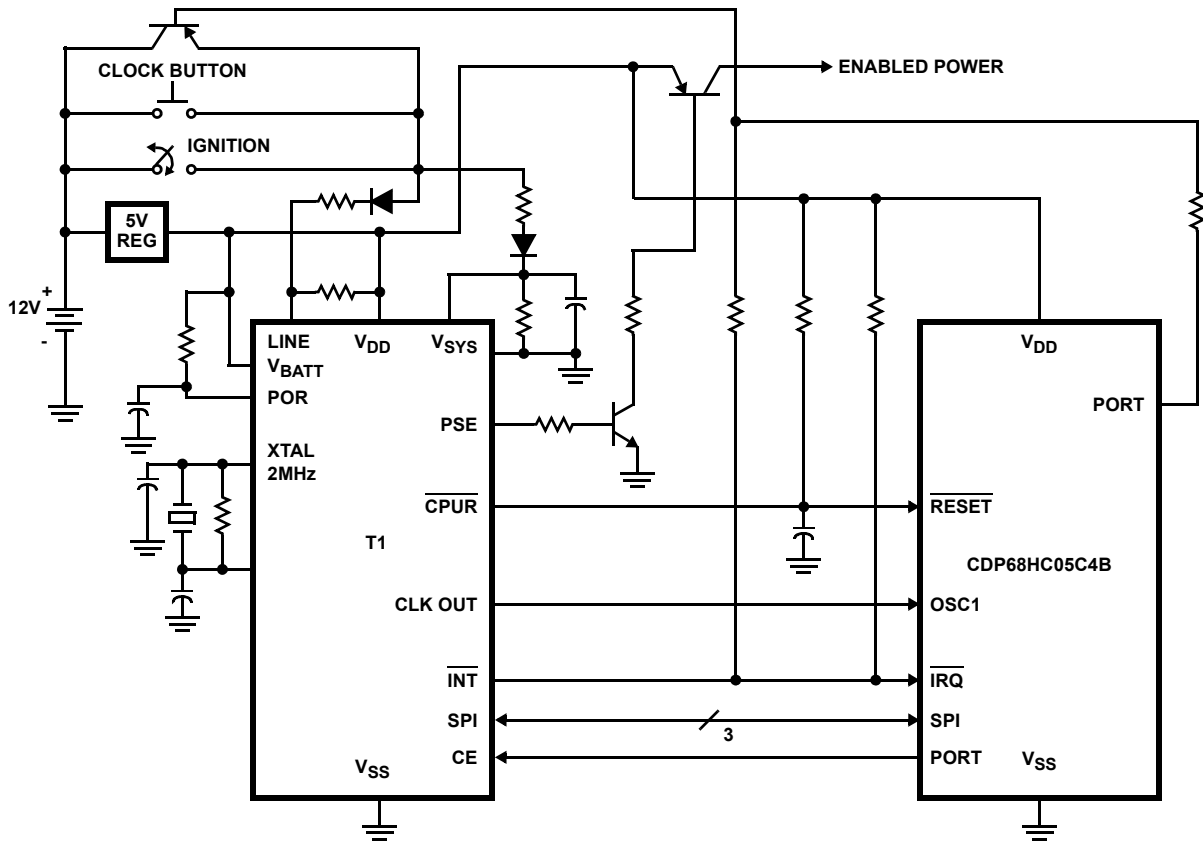 CLOCK BUTTON
ENABLED POWER
IGNITION
5V
REG
12V
+
-
LINE
VDD
VSYS
VBATT
POR
PSE
XTAL
2MHz
CPUR
T1
CLK OUT
INT
SPI
CE
VSS
3
VDD
PORT
RESET
CDP68HC05C4B
OSC1
IRQ
SPI
PORT
VSS